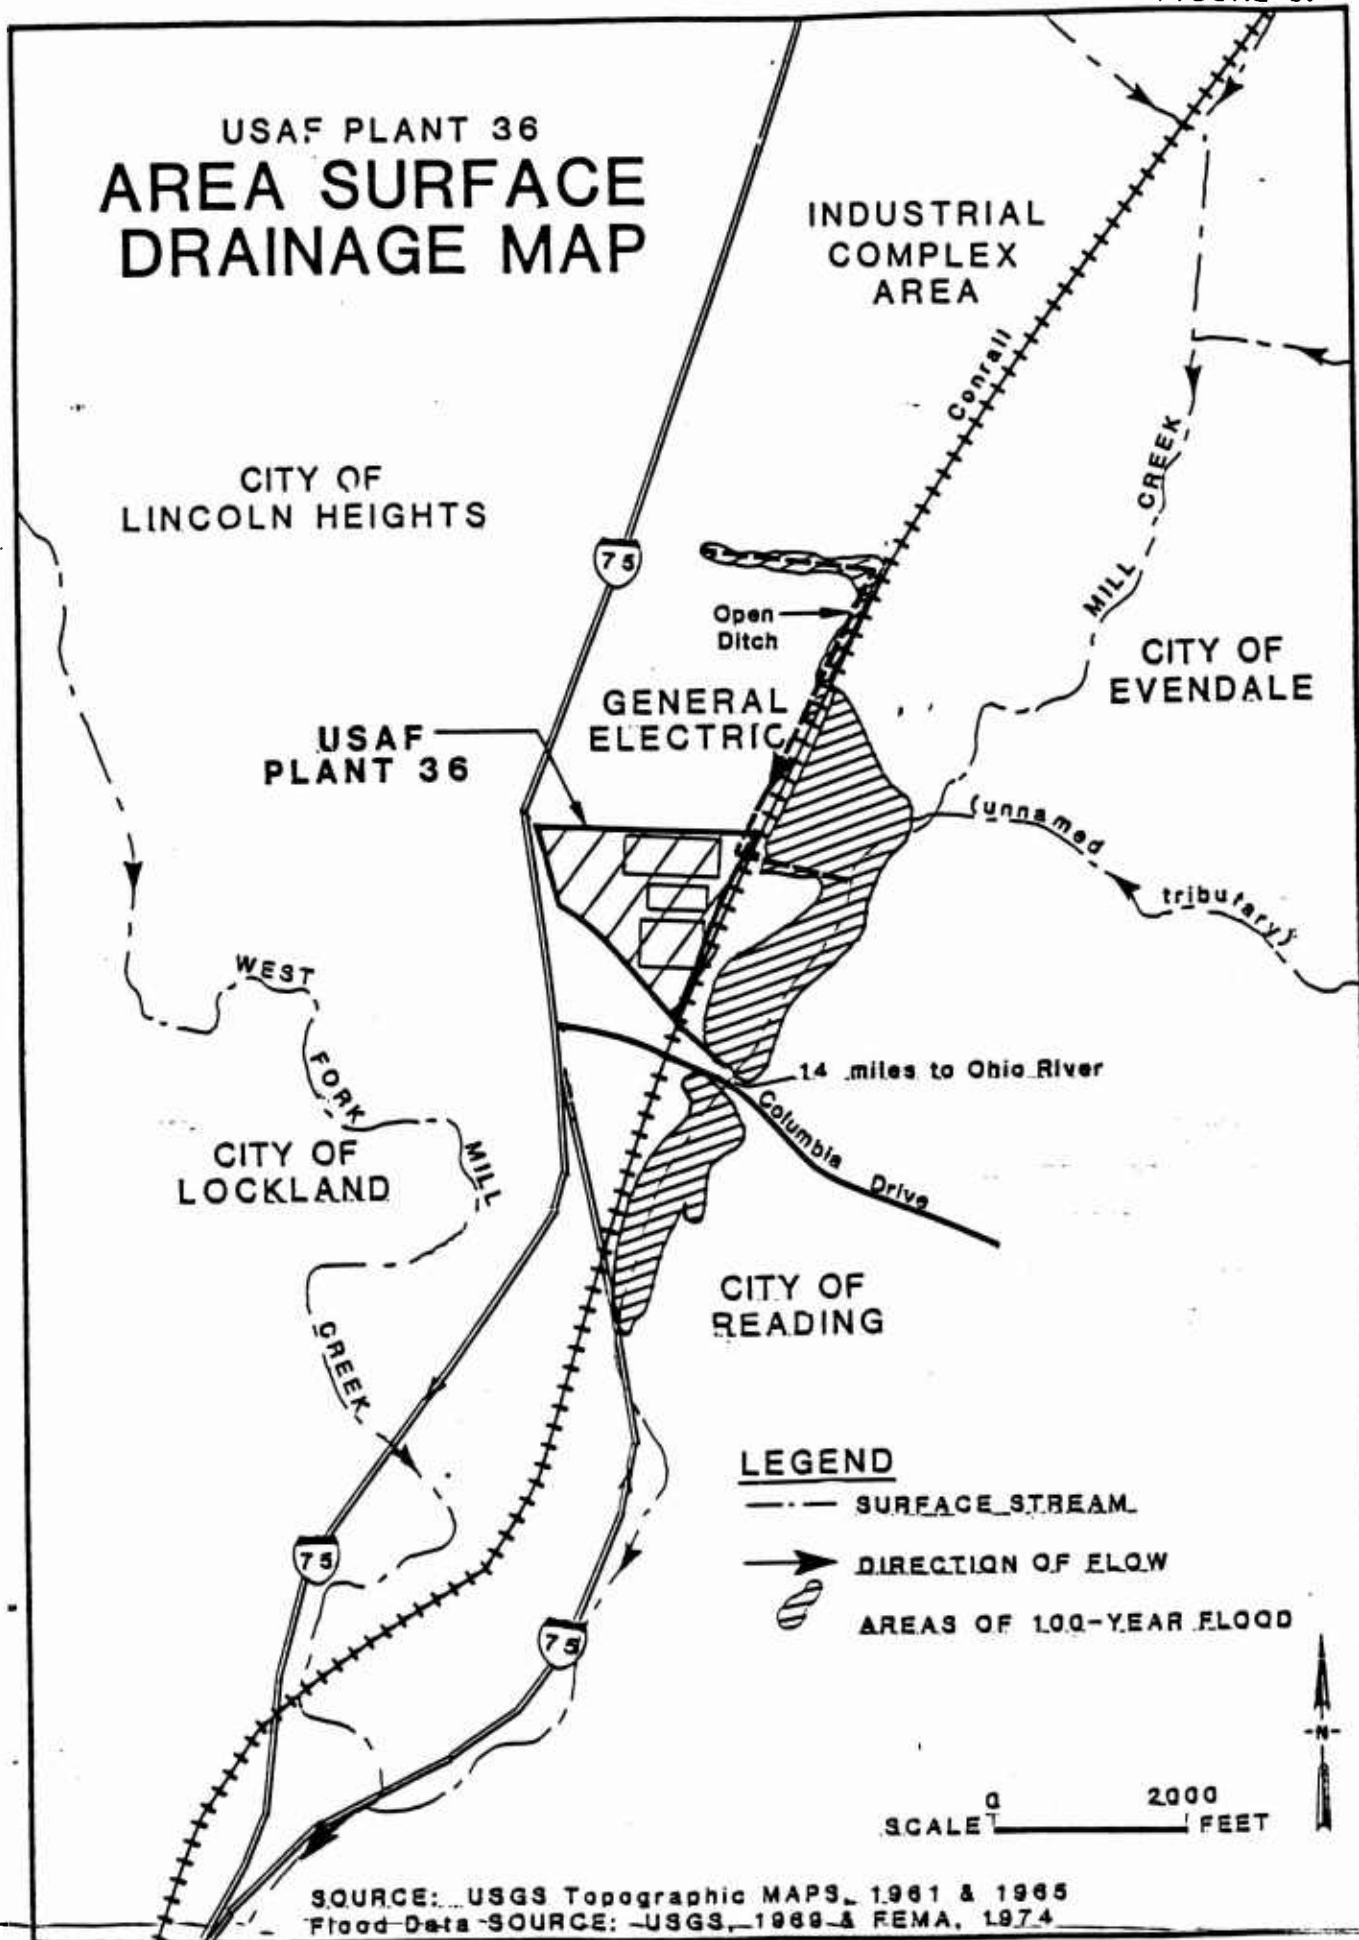 USAF PLANT 36
AREA SURFACE
DRAINAGE MAP
INDUSTRIAL
COMPLEX
AREA
Conrail
CITY OF
LINCOLN HEIGHTS
75
CREEK
MILL
Open
Ditch
CITY OF
EVENDALE
GENERAL
ELECTRIC
USAF
PLANT 36
(unnamed
tributary)
WEST
FORK
MILL
CREEK
14 miles to Ohio River
Columbia
Drive
CITY OF
LOCKLAND
CITY OF
READING
LEGEND
SURFACE STREAM
DIRECTION OF FLOW
AREAS OF 100-YEAR FLOOD
75
75
-N-
0 2000
SCALE FEET
SOURCE: USGS Topographic MAPS, 1961 & 1965
Flood Data SOURCE: USGS, 1969 & FEMA, 1974